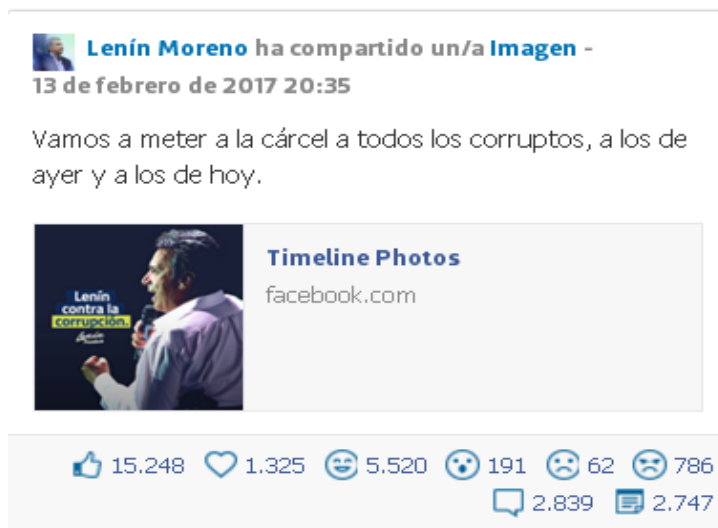 Lenín Moreno ha compartido un/a Imagen -
13 de febrero de 2017 20:35
Vamos a meter a la cárcel a todos los corruptos, a los de
ayer y a los de hoy.
Lenín
contra la
corrupción.
Timeline Photos
facebook.com
15.248 1.325 5.520 191 62 786
2.839 2.747